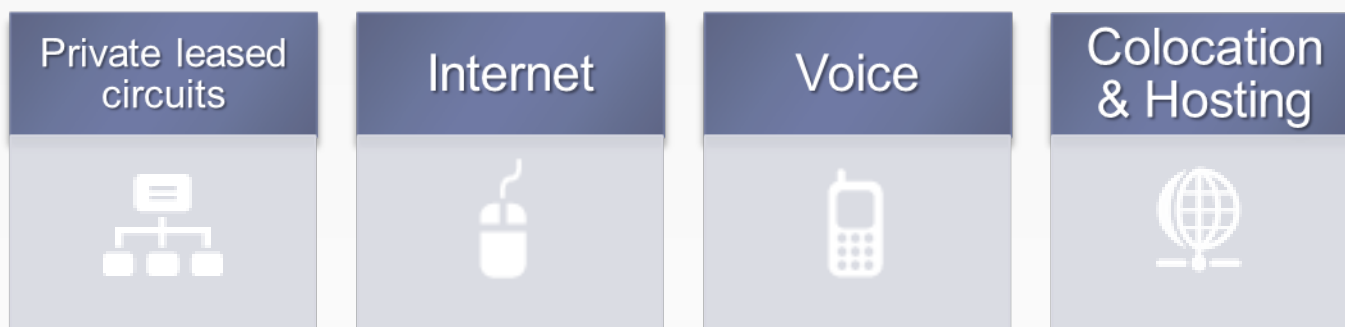 Private leased
circuits
Internet
Voice
Colocation
& Hosting